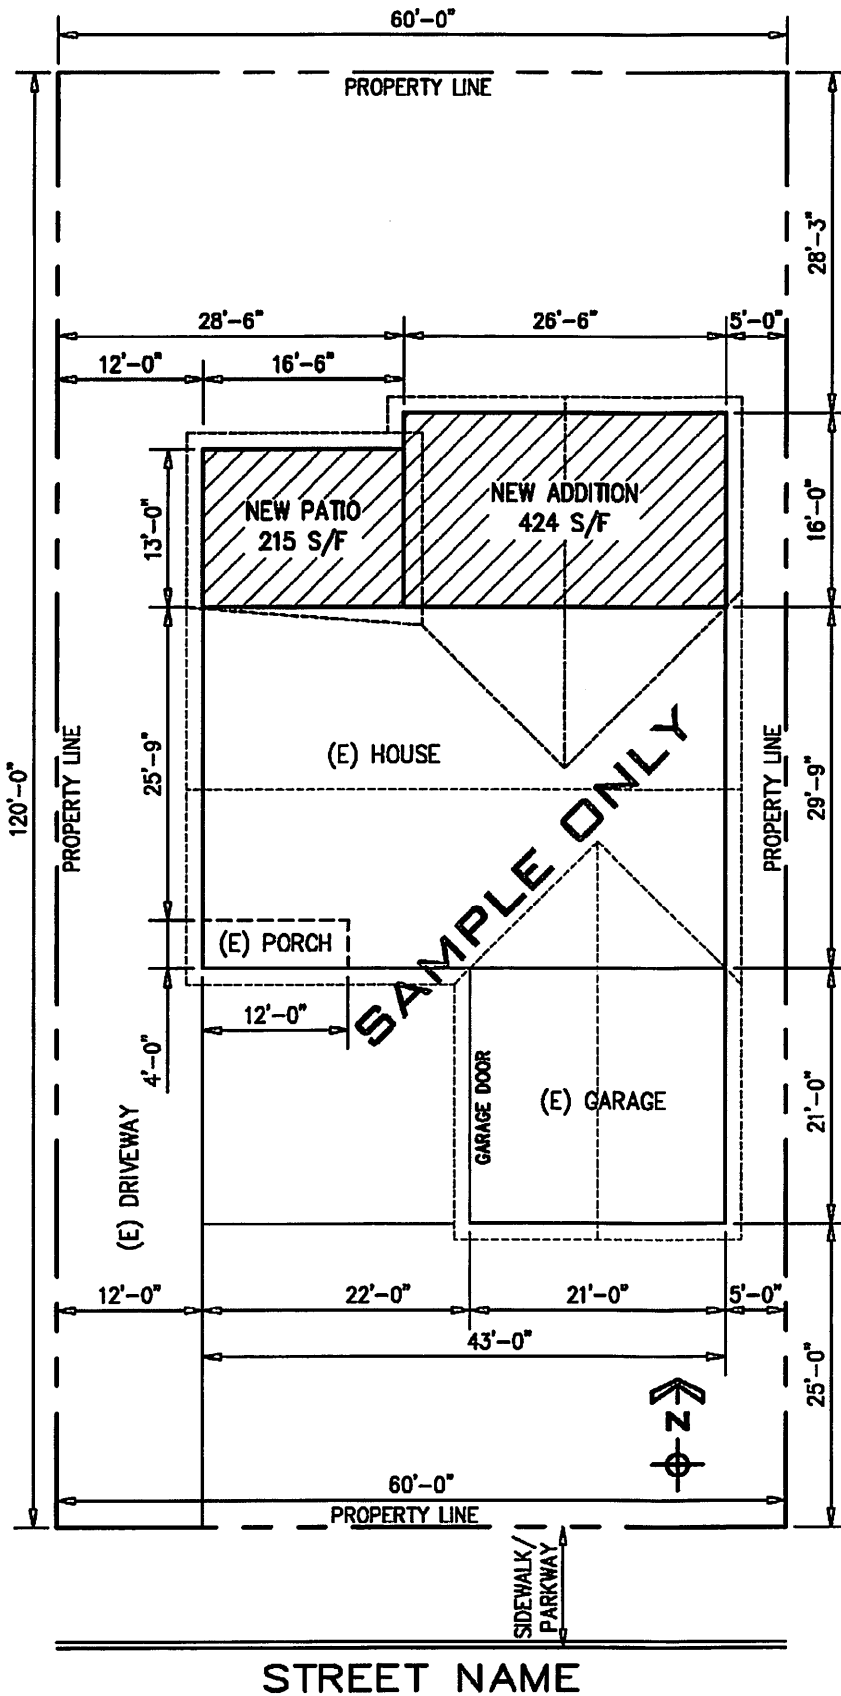 60'-0"
PROPERTY LINE
28'-3"
28'-6"
26'-6"
5'-0"
12'-0"
16'-6"
NEW PATIO
215 S/F
NEW ADDITION
424 S/F
13'-0"
16'-0"
120'-0"
PROPERTY LINE
25'-9"
(E) HOUSE
SAMPLE ONLY
PROPERTY LINE
29'-9"
(E) PORCH
12'-0"
4'-0"
(E) DRIVEWAY
GARAGE DOOR
(E) GARAGE
21'-0"
12'-0"
22'-0"
21'-0"
5'-0"
43'-0"
25'-0"
N
60'-0"
PROPERTY LINE
SIDEWALK/
PARKWAY
STREET NAME